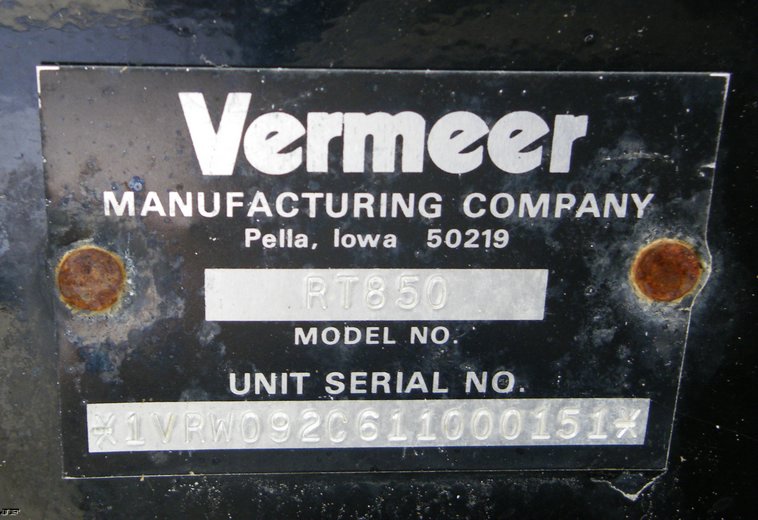 Vermeer
MANUFACTURING COMPANY
Pella, Iowa 50219
RT850
MODEL NO.
UNIT SERIAL NO.
*1VRW092C611000151*